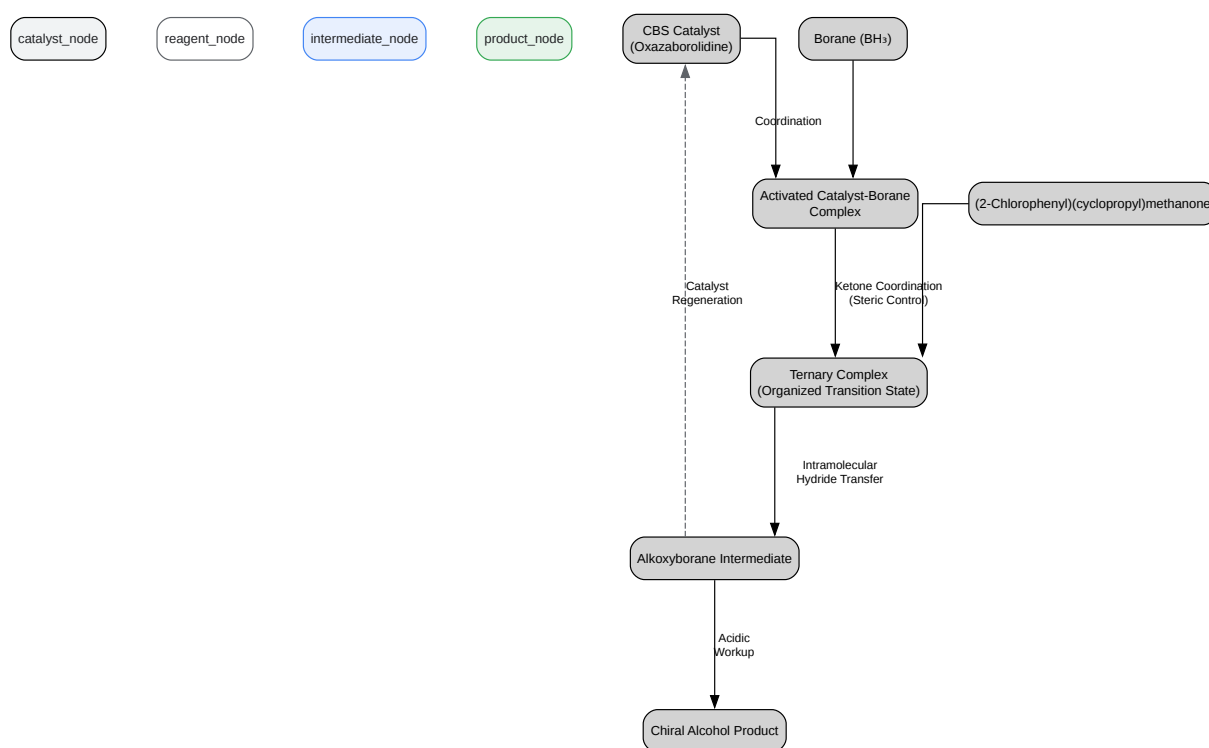 catalyst_node
reagent_node
intermediate_node
product_node
CBS Catalyst
(Oxazaborolidine)
Borane (BH₃)
Coordination
Activated Catalyst-Borane
Complex
(2-Chlorophenyl)(cyclopropyl)methanone
Catalyst
Regeneration
Ketone Coordination
(Steric Control)
Ternary Complex
(Organized Transition State)
Intramolecular
Hydride Transfer
Alkoxyborane Intermediate
Acidic
Workup
Chiral Alcohol Product